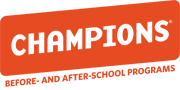 CHAMPIONS®
BEFORE- AND AFTER-SCHOOL PROGRAMS